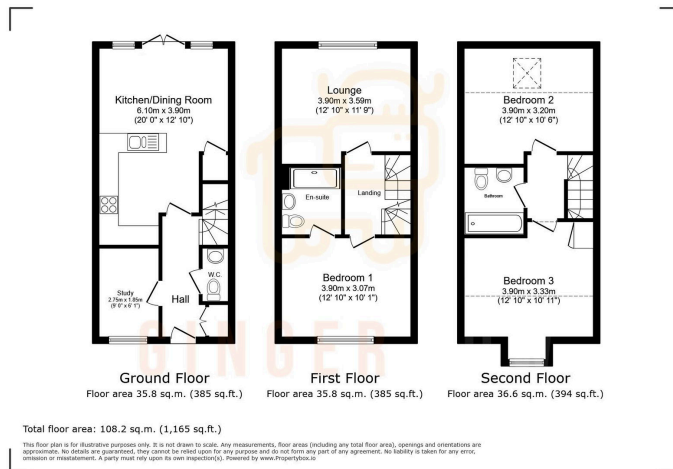 Kitchen/Dining Room
6.10m x 3.90m
(20' 0" x 12' 10")
Study
2.75m x 1.85m
(9' 0" x 6' 1")
Hall
W.C.
Ground Floor
Floor area 35.8 sq.m. (385 sq.ft.)
Lounge
3.90m x 3.59m
(12' 10" x 11' 9")
En-suite
Landing
Bedroom 1
3.90m x 3.07m
(12' 10" x 10' 1")
First Floor
Floor area 35.8 sq.m. (385 sq.ft.)
Bedroom 2
3.90m x 3.20m
(12' 10" x 10' 6")
Bathroom
Bedroom 3
3.90m x 3.33m
(12' 10" x 10' 11")
Second Floor
Floor area 36.6 sq.m. (394 sq.ft.)
GINGER
Total floor area: 108.2 sq.m. (1,165 sq.ft.)
This floor plan is for illustrative purposes only. It is not drawn to scale. Any measurements, floor areas (including any total floor area), openings and orientations are
approximate. No details are guaranteed, they cannot be relied upon for any purpose and do not form any part of any agreement. No liability is taken for any error,
omission or misstatement. A party must rely upon its own inspection(s). Powered by www.Propertybox.io